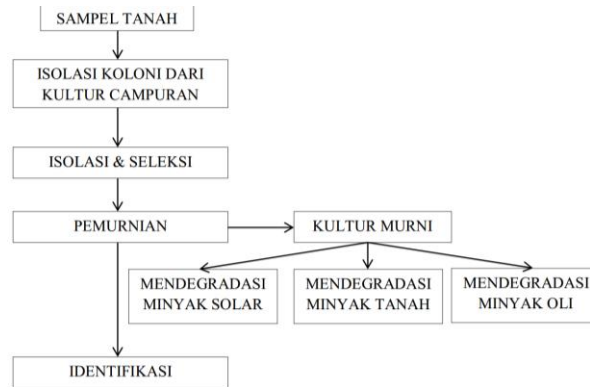 SAMPEL TANAH
ISOLASI KOLONI DARI
KULTUR CAMPURAN
ISOLASI & SELEKSI
PEMURNIAN
KULTUR MURNI
MENDEGRADASI
MINYAK SOLAR
MENDEGRADASI
MINYAK TANAH
MENDEGRADASI
MINYAK OLI
IDENTIFIKASI